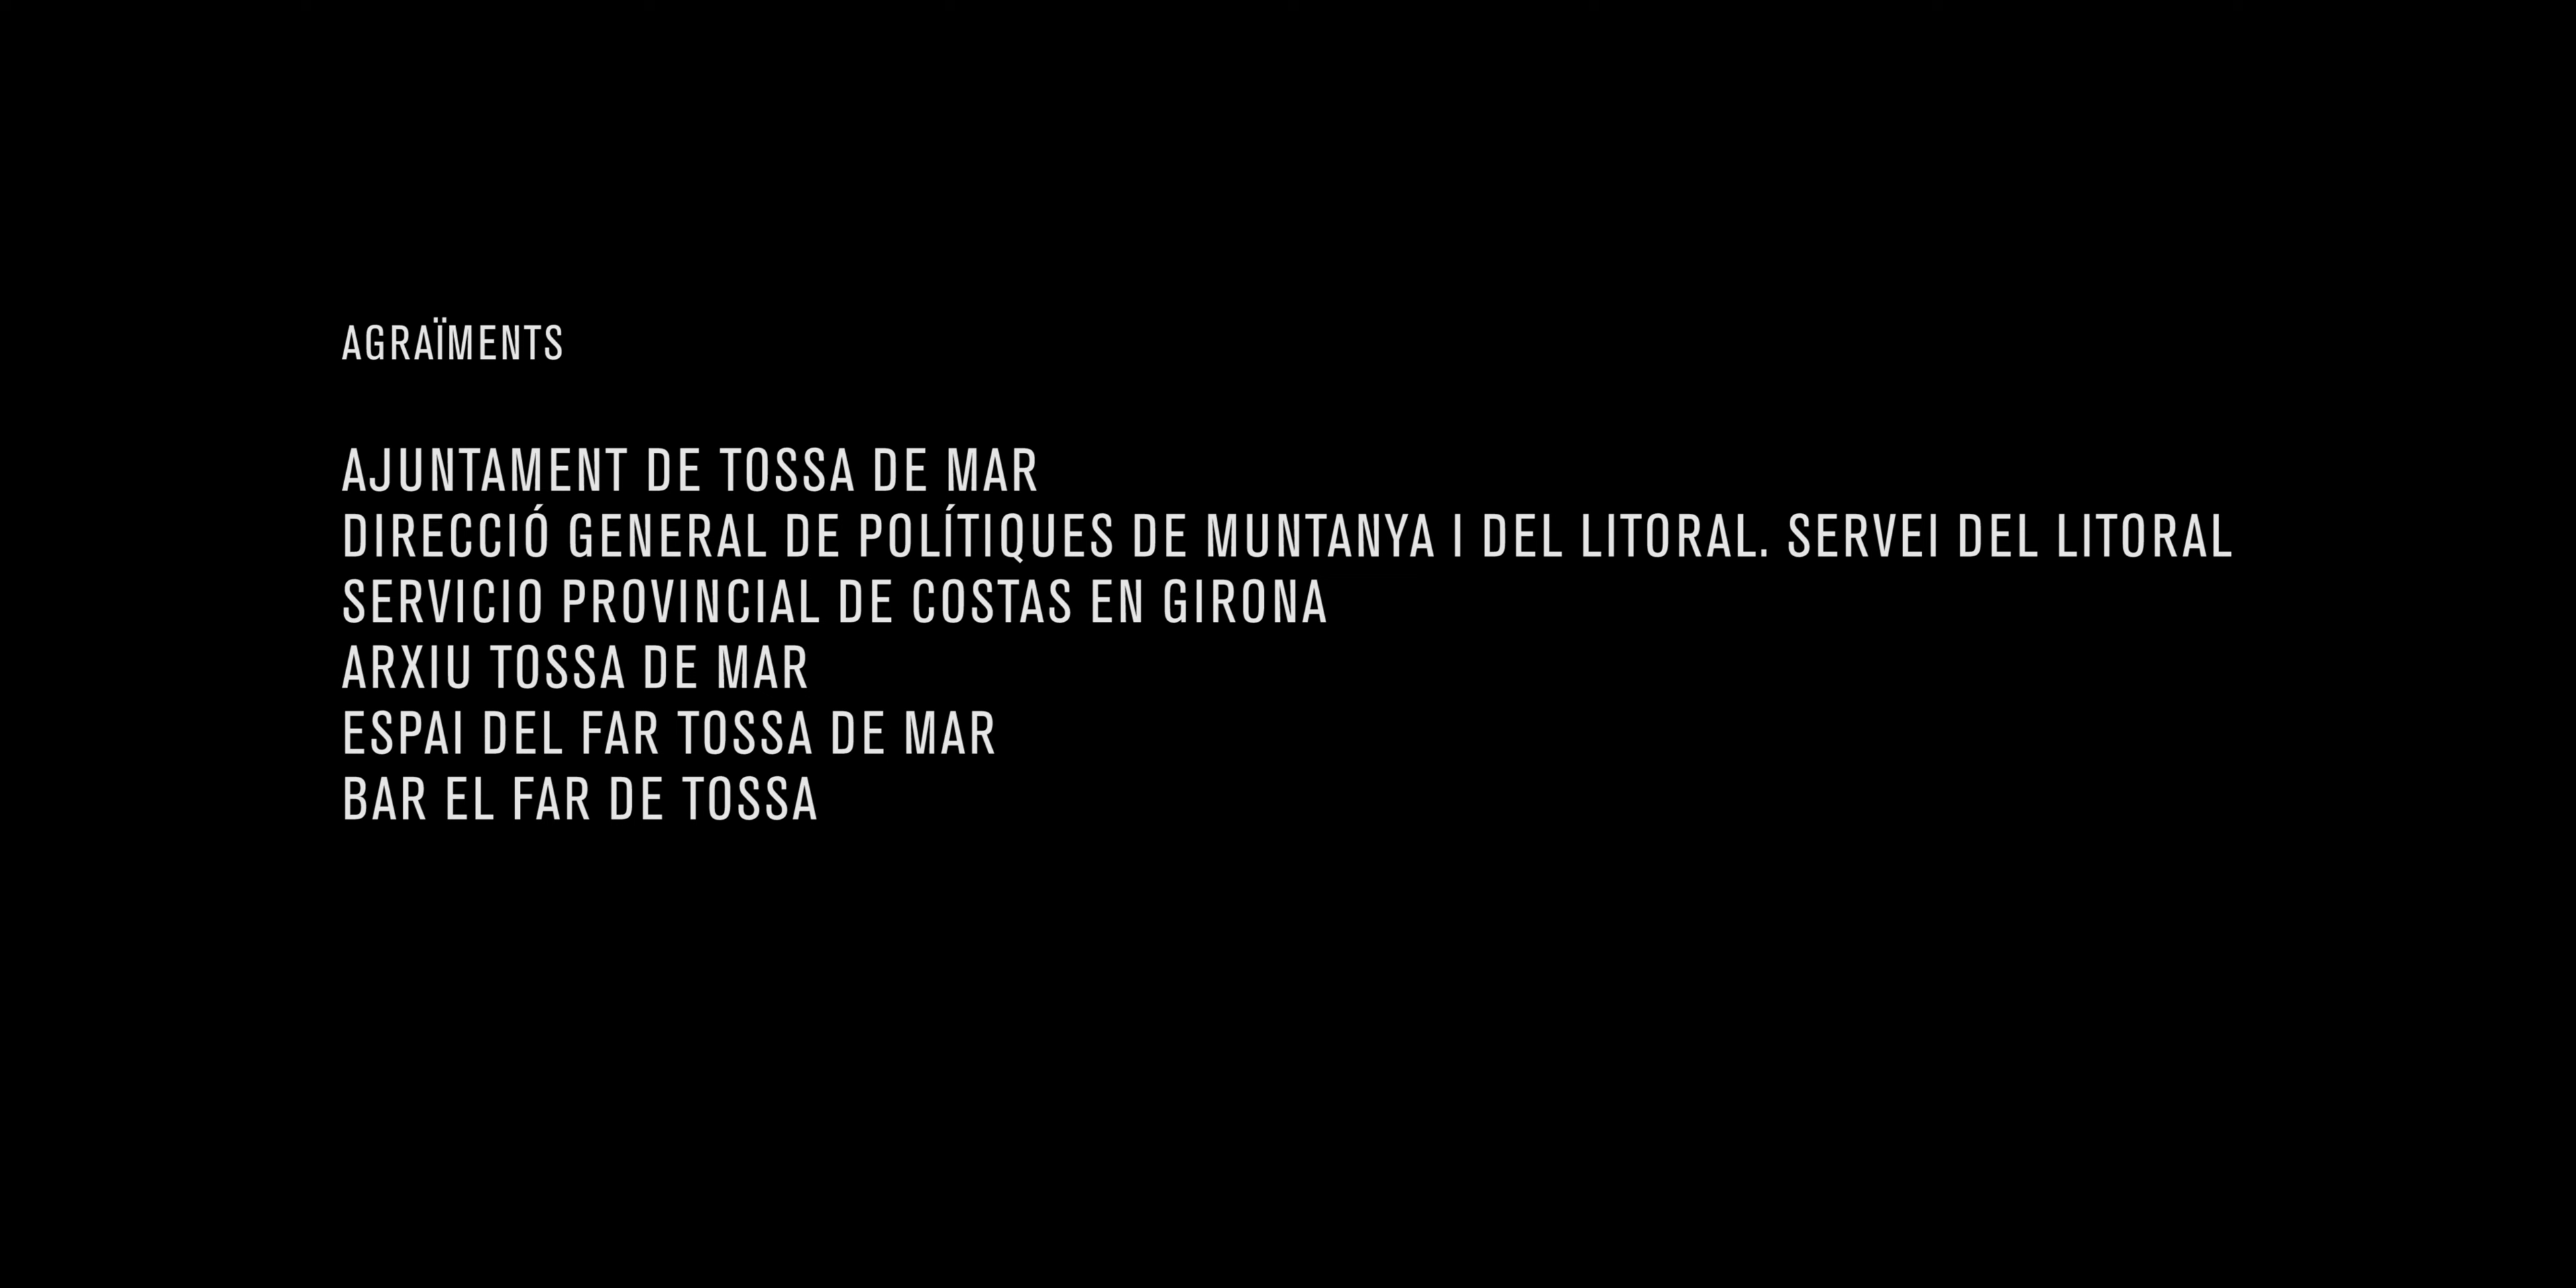 AGRAÏMENTS
AJUNTAMENT DE TOSSA DE MAR
DIRECCIÓ GENERAL DE POLÍTIQUES DE MUNTANYA I DEL LITORAL. SERVEI DEL LITORAL
SERVICIO PROVINCIAL DE COSTAS EN GIRONA
ARXIU TOSSA DE MAR
ESPAI DEL FAR TOSSA DE MAR
BAR EL FAR DE TOSSA